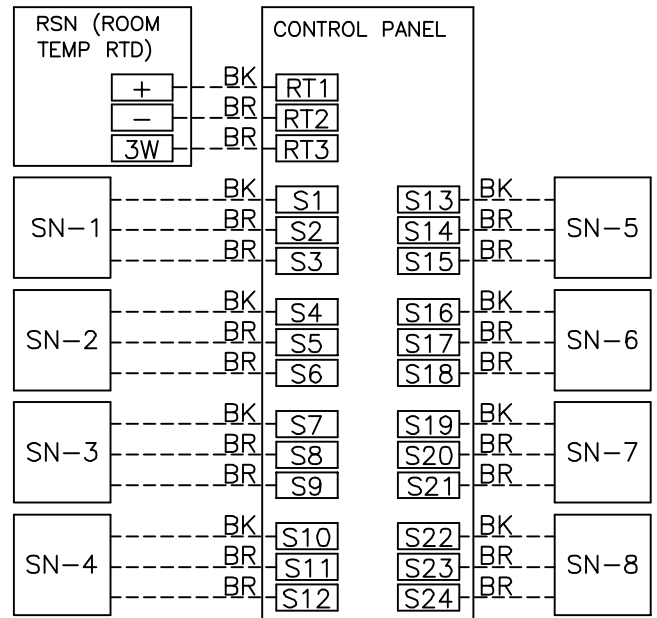 RSN (ROOM
TEMP RTD)
CONTROL PANEL
+ BK RT1
− BR RT2
3W BR RT3
SN−1
BK S1
BR S2
BR S3
S13 BK
S14 BR
S15 BR
SN−5
SN−2
BK S4
BR S5
BR S6
S16 BK
S17 BR
S18 BR
SN−6
SN−3
BK S7
BR S8
BR S9
S19 BK
S20 BR
S21 BR
SN−7
SN−4
BK S10
BR S11
BR S12
S22 BK
S23 BR
S24 BR
SN−8